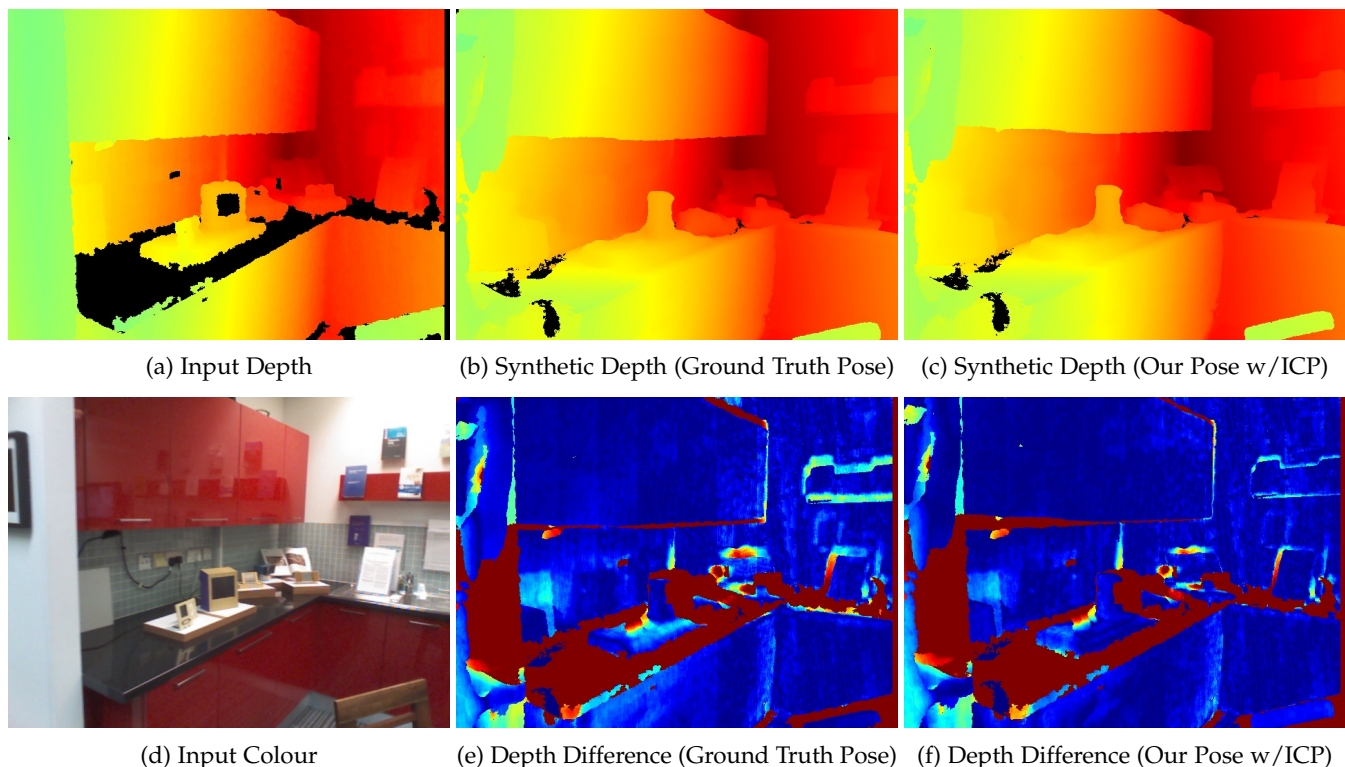 (a) Input Depth
(b) Synthetic Depth (Ground Truth Pose)
(c) Synthetic Depth (Our Pose w/ICP)
(d) Input Colour
(e) Depth Difference (Ground Truth Pose)
(f) Depth Difference (Our Pose w/ICP)